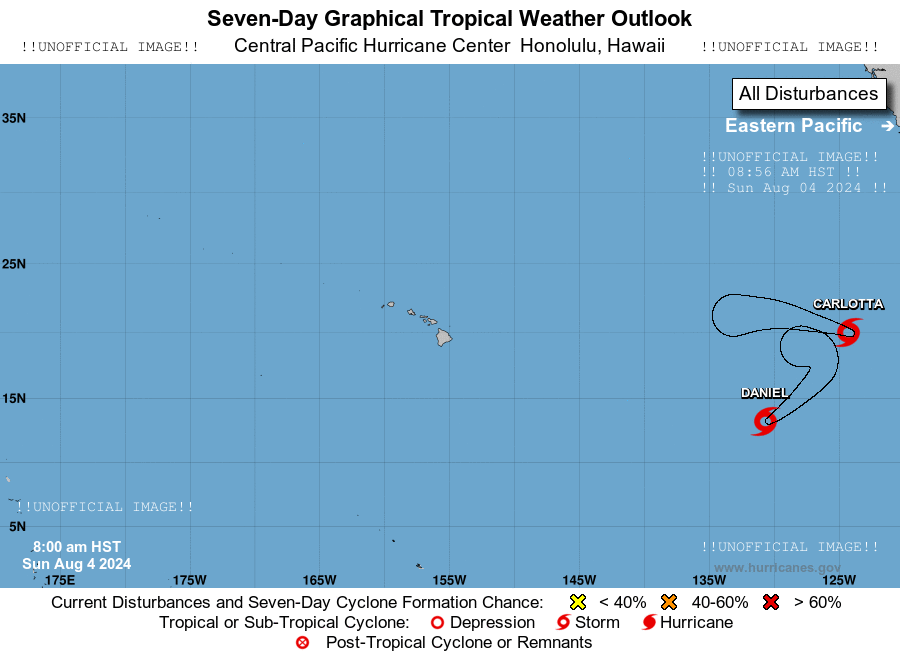 Seven-Day Graphical Tropical Weather Outlook
!!UNOFFICIAL IMAGE!! Central Pacific Hurricane Center Honolulu, Hawaii !!UNOFFICIAL IMAGE!!
All Disturbances
35N
Eastern Pacific →
!!UNOFFICIAL IMAGE!!
!! 08:56 AM HST !!
!! Sun Aug 04 2024 !!
25N
CARLOTTA
DANIEL
15N
!!UNOFFICIAL IMAGE!!
5N
8:00 am HST
!!UNOFFICIAL IMAGE!!
Sun Aug 4 2024
www.hurricanes.gov
175E 175W 165W 155W 145W 135W 125W
Current Disturbances and Seven-Day Cyclone Formation Chance: < 40% 40-60% > 60%
Tropical or Sub-Tropical Cyclone: Depression Storm Hurricane
Post-Tropical Cyclone or Remnants